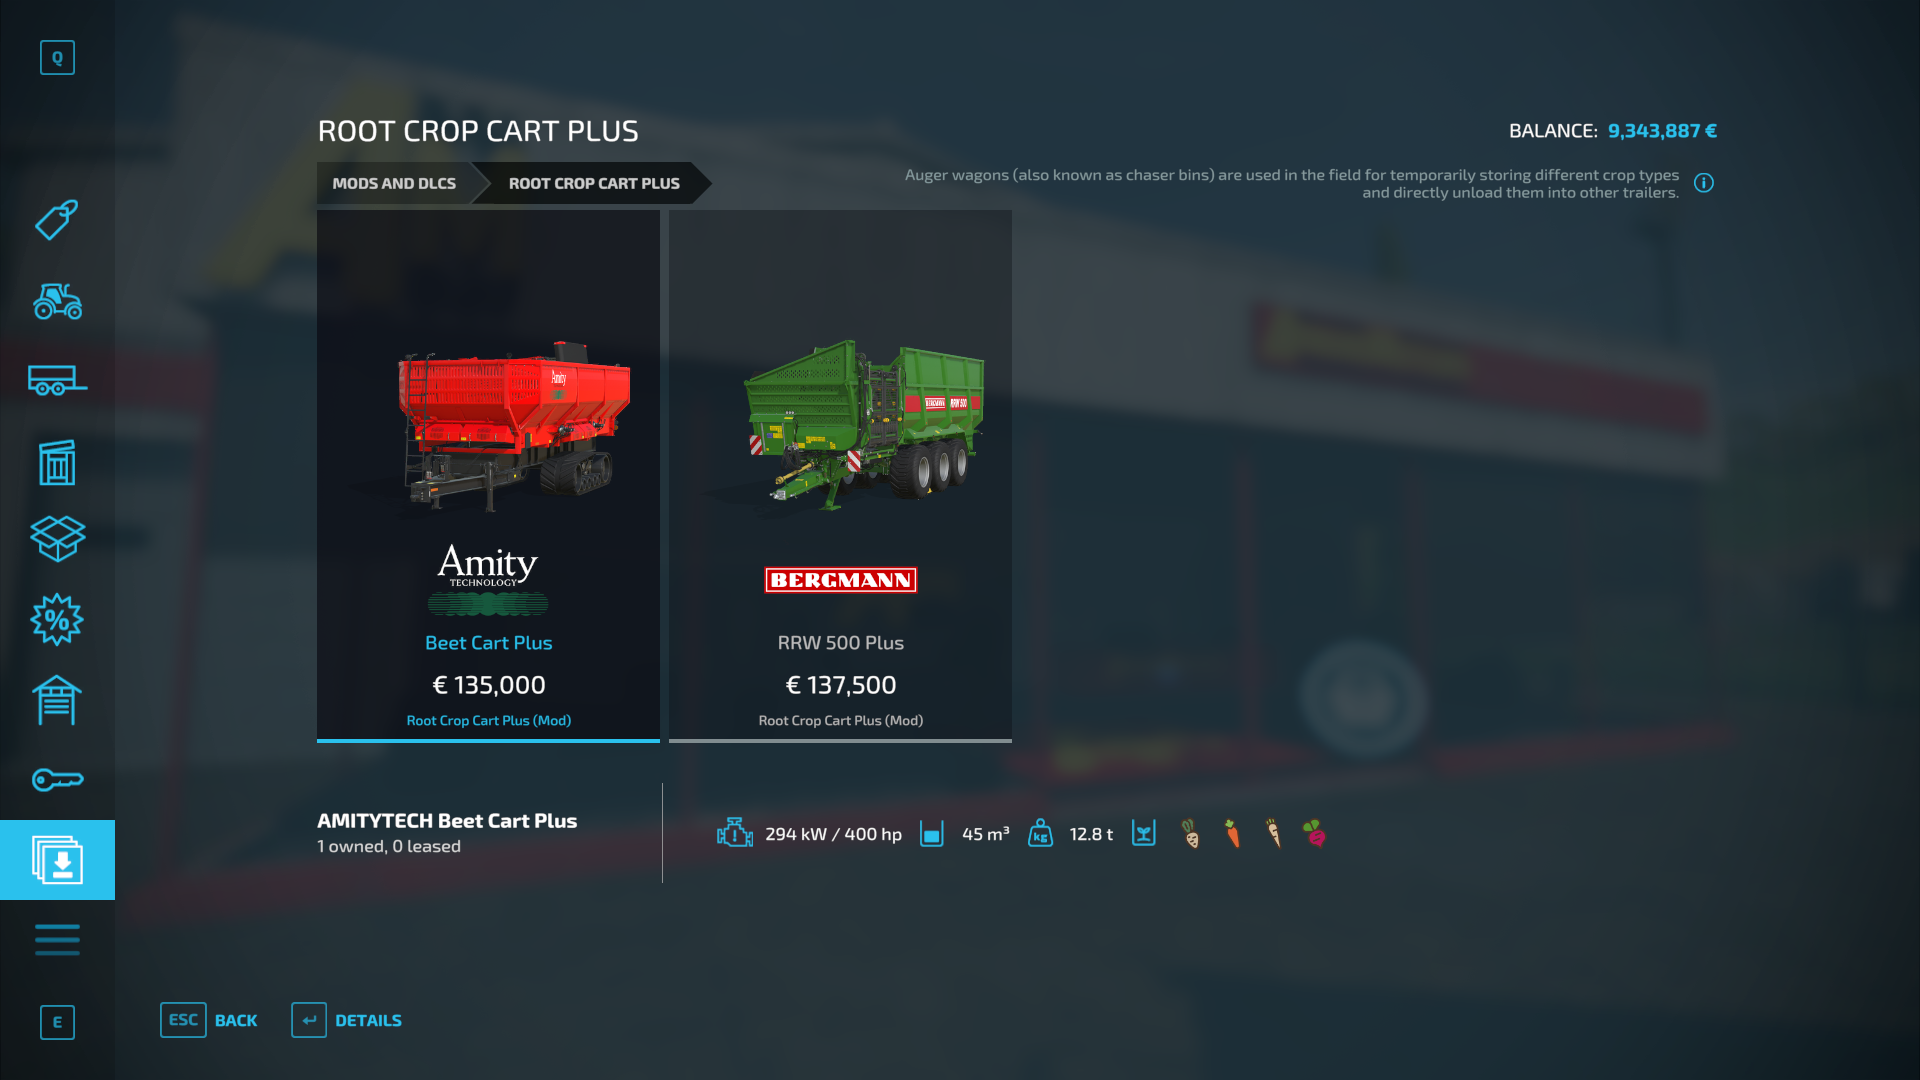 Q
ROOT CROP CART PLUS
BALANCE: 9,343,887 €
MODS AND DLCS
ROOT CROP CART PLUS
Auger wagons (also known as chaser bins) are used in the field for temporarily storing different crop types
and directly unload them into other trailers.
Amity
BERGMANN RRW 500
Amity
TECHNOLOGY
BERGMANN
Beet Cart Plus
RRW 500 Plus
€ 135,000
€ 137,500
Root Crop Cart Plus (Mod)
Root Crop Cart Plus (Mod)
%
AMITYTECH Beet Cart Plus
1 owned, 0 leased
294 kW / 400 hp
45 m³
kg
12.8 t
E
ESC BACK
DETAILS